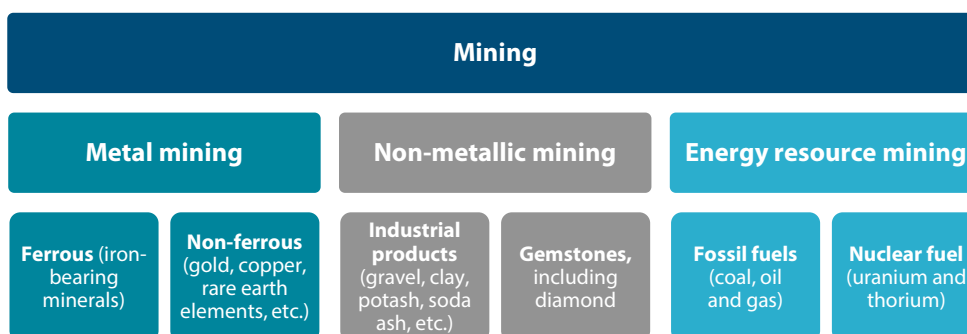 Mining
Metal mining
Non-metallic mining
Energy resource mining
Ferrous (iron-
bearing
minerals)
Non-ferrous
(gold, copper,
rare earth
elements, etc.)
Industrial
products
(gravel, clay,
potash, soda
ash, etc.)
Gemstones,
including
diamond
Fossil fuels
(coal, oil
and gas)
Nuclear fuel
(uranium and
thorium)